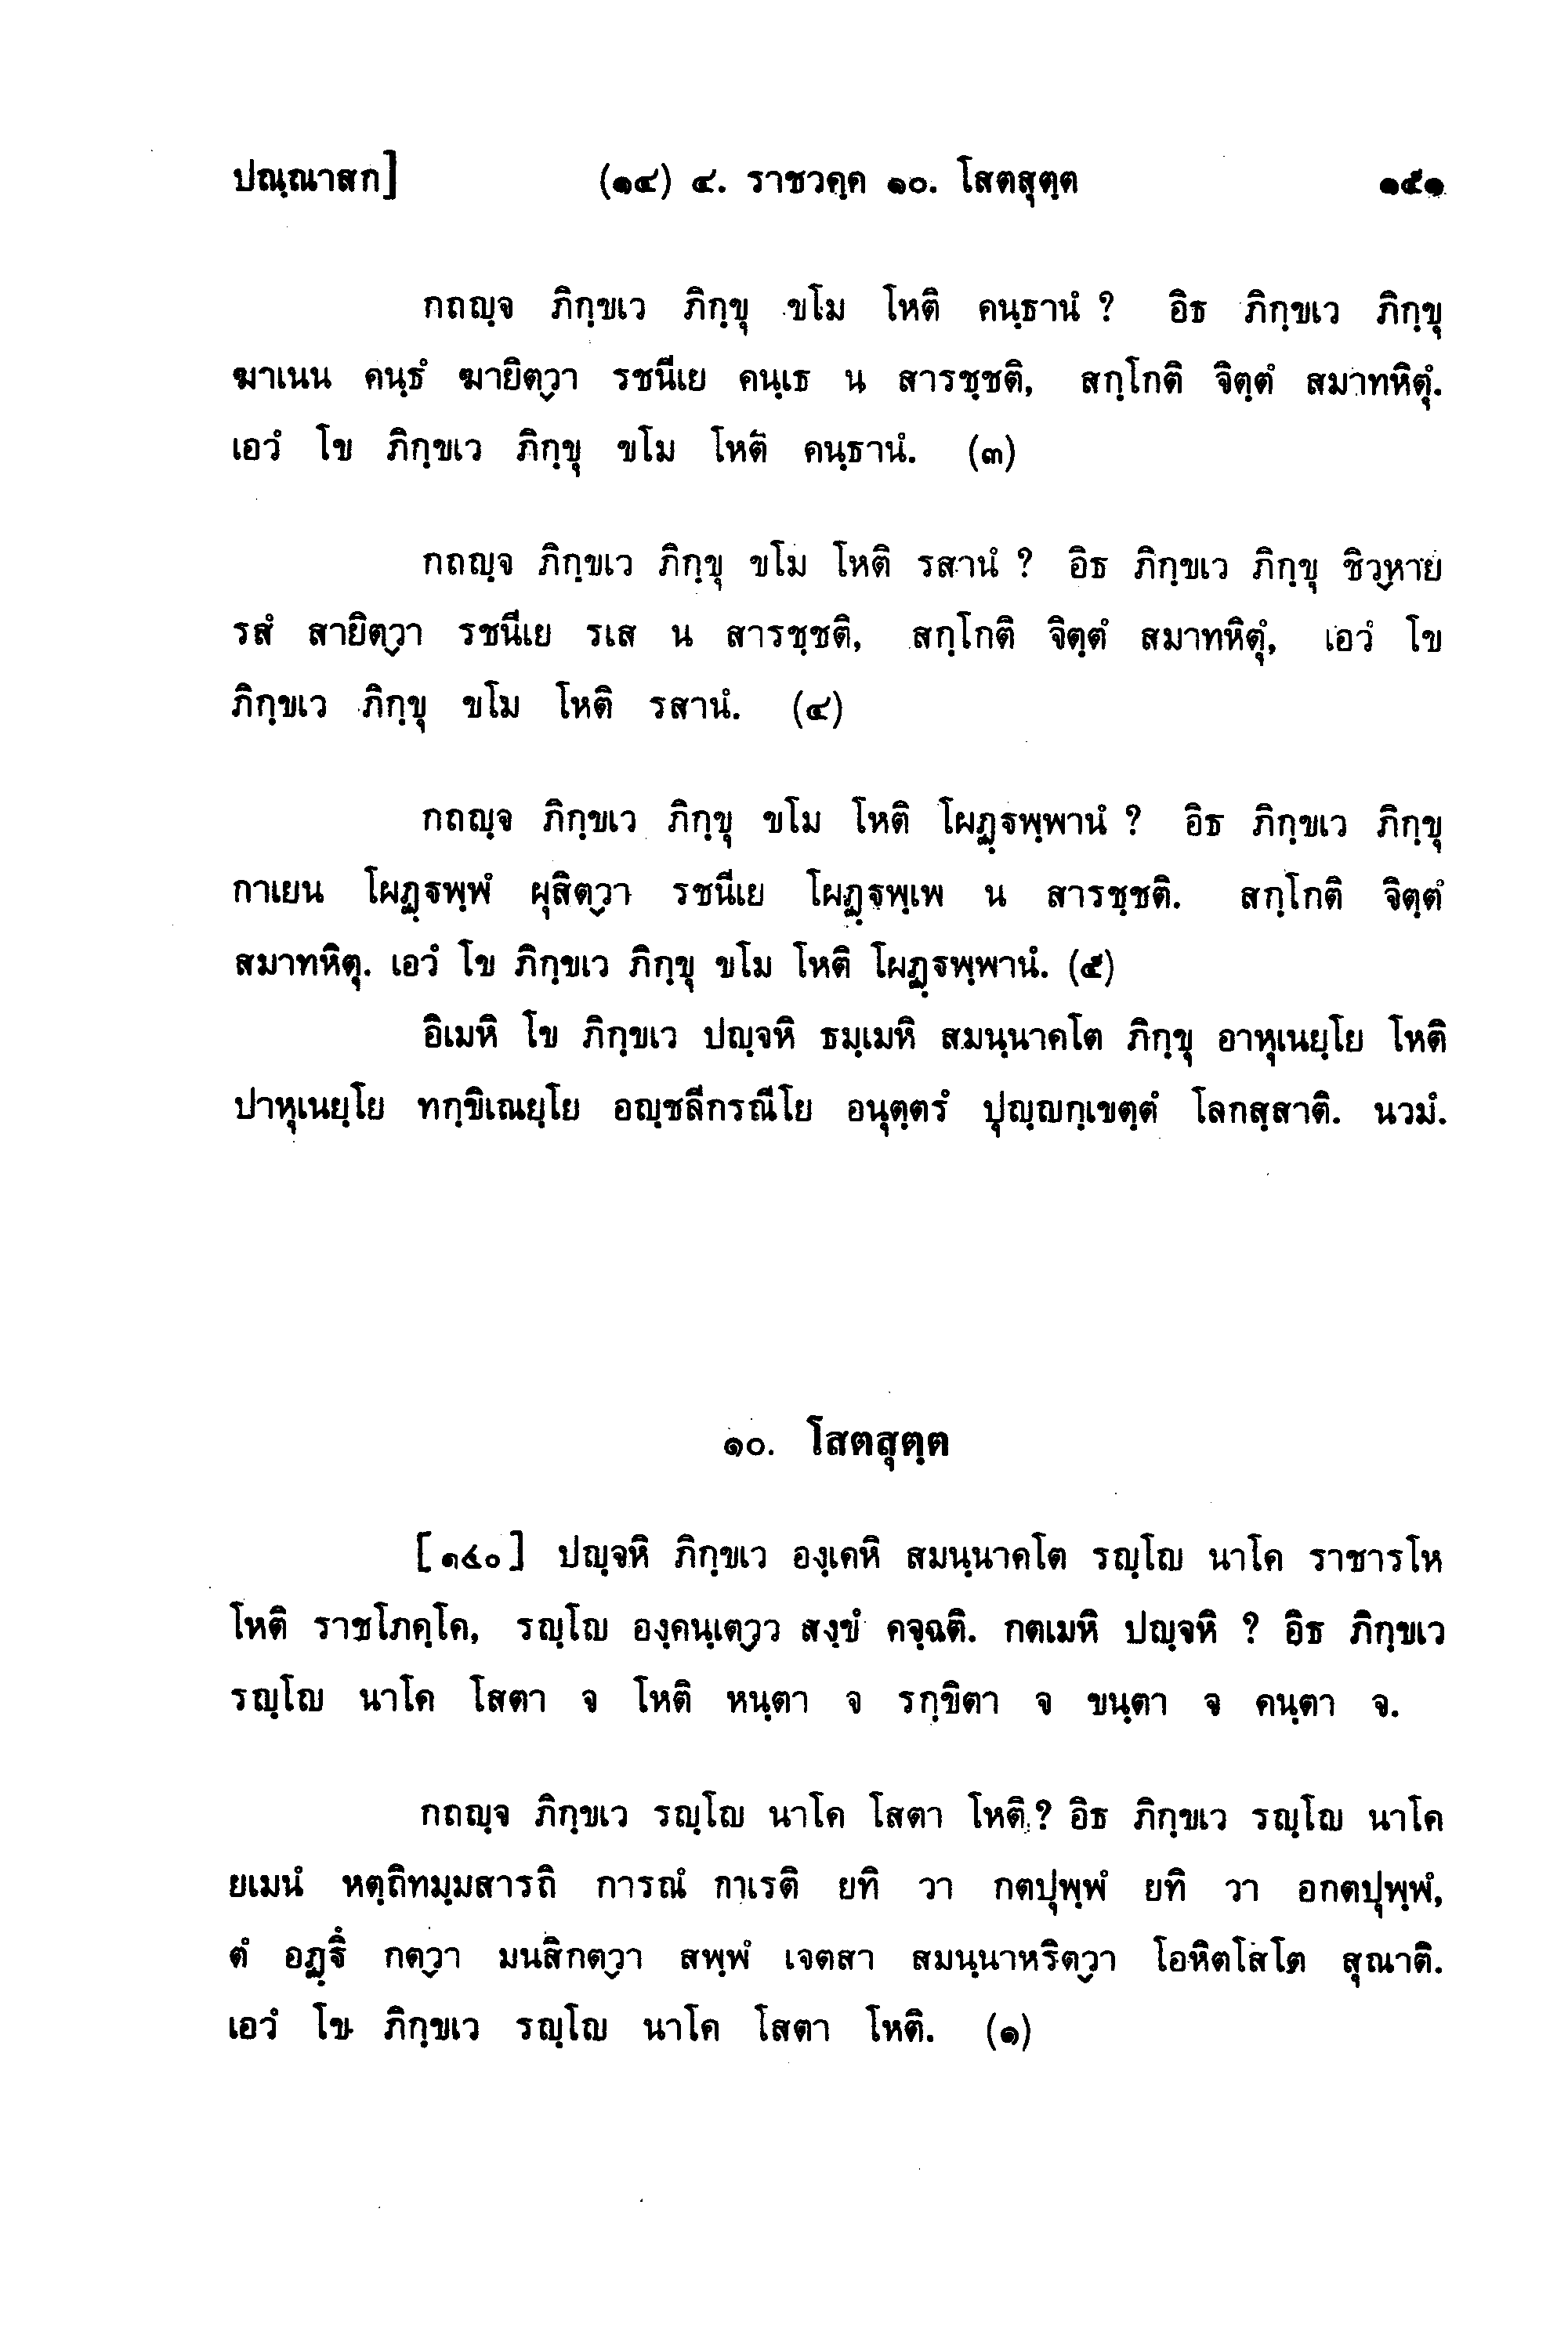 ปณฺณาสก] (๑๔) ๔. ราชวคฺค ๑๐. โสตสุตฺต ๑๕๑
กถญฺจ ภิกฺขเว ภิกฺขุ ขโม โหติ คนฺธานํ ? อิธ ภิกฺขเว ภิกฺขุ
ฆาเนน คนฺธํ ฆายิตฺวา รชนีเย คนฺเธ น สารชฺชติ, สกฺโกติ จิตฺตํ สมาทหิตุํ.
เอวํ โข ภิกฺขเว ภิกฺขุ ขโม โหติ คนฺธานํ. (๓)
กถญฺจ ภิกฺขเว ภิกฺขุ ขโม โหติ รสานํ ? อิธ ภิกฺขเว ภิกฺขุ ชิวฺหาย
รสํ สายิตฺวา รชนีเย รเส น สารชฺชติ, สกฺโกติ จิตฺตํ สมาทหิตุํ, เอวํ โข
ภิกฺขเว ภิกฺขุ ขโม โหติ รสานํ. (๔)
กถญฺจ ภิกฺขเว ภิกฺขุ ขโม โหติ โผฏฺฐพฺพานํ ? อิธ ภิกฺขเว ภิกฺขุ
กาเยน โผฏฺฐพฺพํ ผุสิตฺวา รชนีเย โผฏฺฐพฺเพ น สารชฺชติ. สกฺโกติ จิตฺตํ
สมาทหิตุ. เอวํ โข ภิกฺขเว ภิกฺขุ ขโม โหติ โผฏฺฐพฺพานํ. (๕)
อิเมหิ โข ภิกฺขเว ปญฺจหิ ธมฺเมหิ สมนฺนาคโต ภิกฺขุ อาหุเนยฺโย โหติ
ปาหุเนยฺโย ทกฺขิเณยฺโย อญฺชลีกรณีโย อนุตฺตรํ ปุญฺญกฺเขตฺตํ โลกสฺสาติ. นวมํ.
๑๐. โสตสุตฺต
[๑๔๐] ปญฺจหิ ภิกฺขเว องฺเคหิ สมนฺนาคโต รญฺโญ นาโค ราชารโห
โหติ ราชโภคฺโค, รญฺโญ องฺคนฺเตฺวว สงฺขํ คจฺฉติ. กตเมหิ ปญฺจหิ ? อิธ ภิกฺขเว
รญฺโญ นาโค โสตา จ โหติ หนฺตา จ รกฺขิตา จ ขนฺตา จ คนฺตา จ.
กถญฺจ ภิกฺขเว รญฺโญ นาโค โสตา โหติ ? อิธ ภิกฺขเว รญฺโญ นาโค
ยเมนํ หตฺถิทมฺมสารถิ การณํ กาเรติ ยทิ วา กตปุพฺพํ ยทิ วา อกตปุพฺพํ,
ตํ อฏฺฐึ กตฺวา มนสิกตฺวา สพฺพํ เจตสา สมนฺนาหริตฺวา โอหิตโสโต สุณาติ.
เอวํ โข ภิกฺขเว รญฺโญ นาโค โสตา โหติ. (๑)